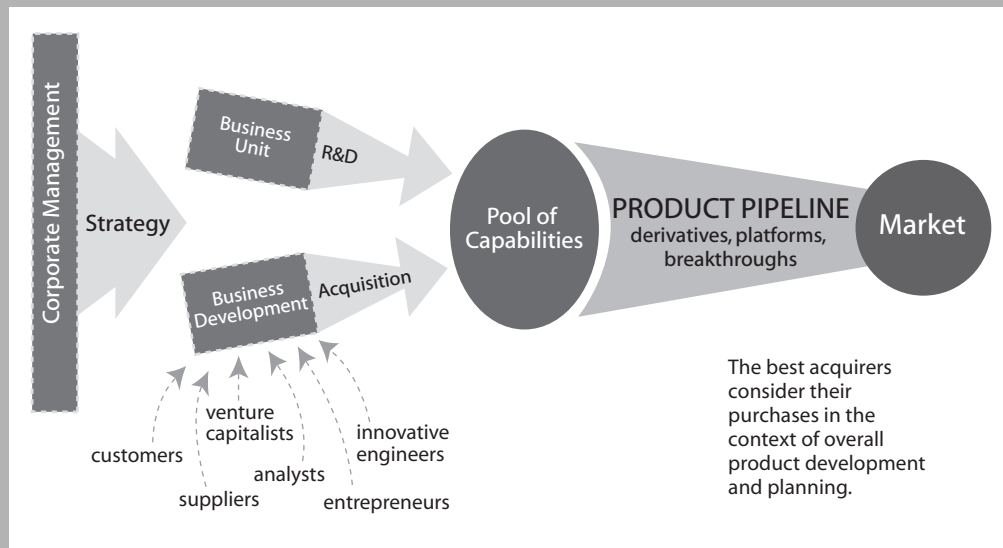 Corporate Management
Strategy
Business
Unit
R&D
Business
Development
Acquisition
customers
suppliers
venture
capitalists
analysts
entrepreneurs
innovative
engineers
Pool of
Capabilities
PRODUCT PIPELINE
derivatives, platforms,
breakthroughs
Market
The best acquirers
consider their
purchases in the
context of overall
product development
and planning.